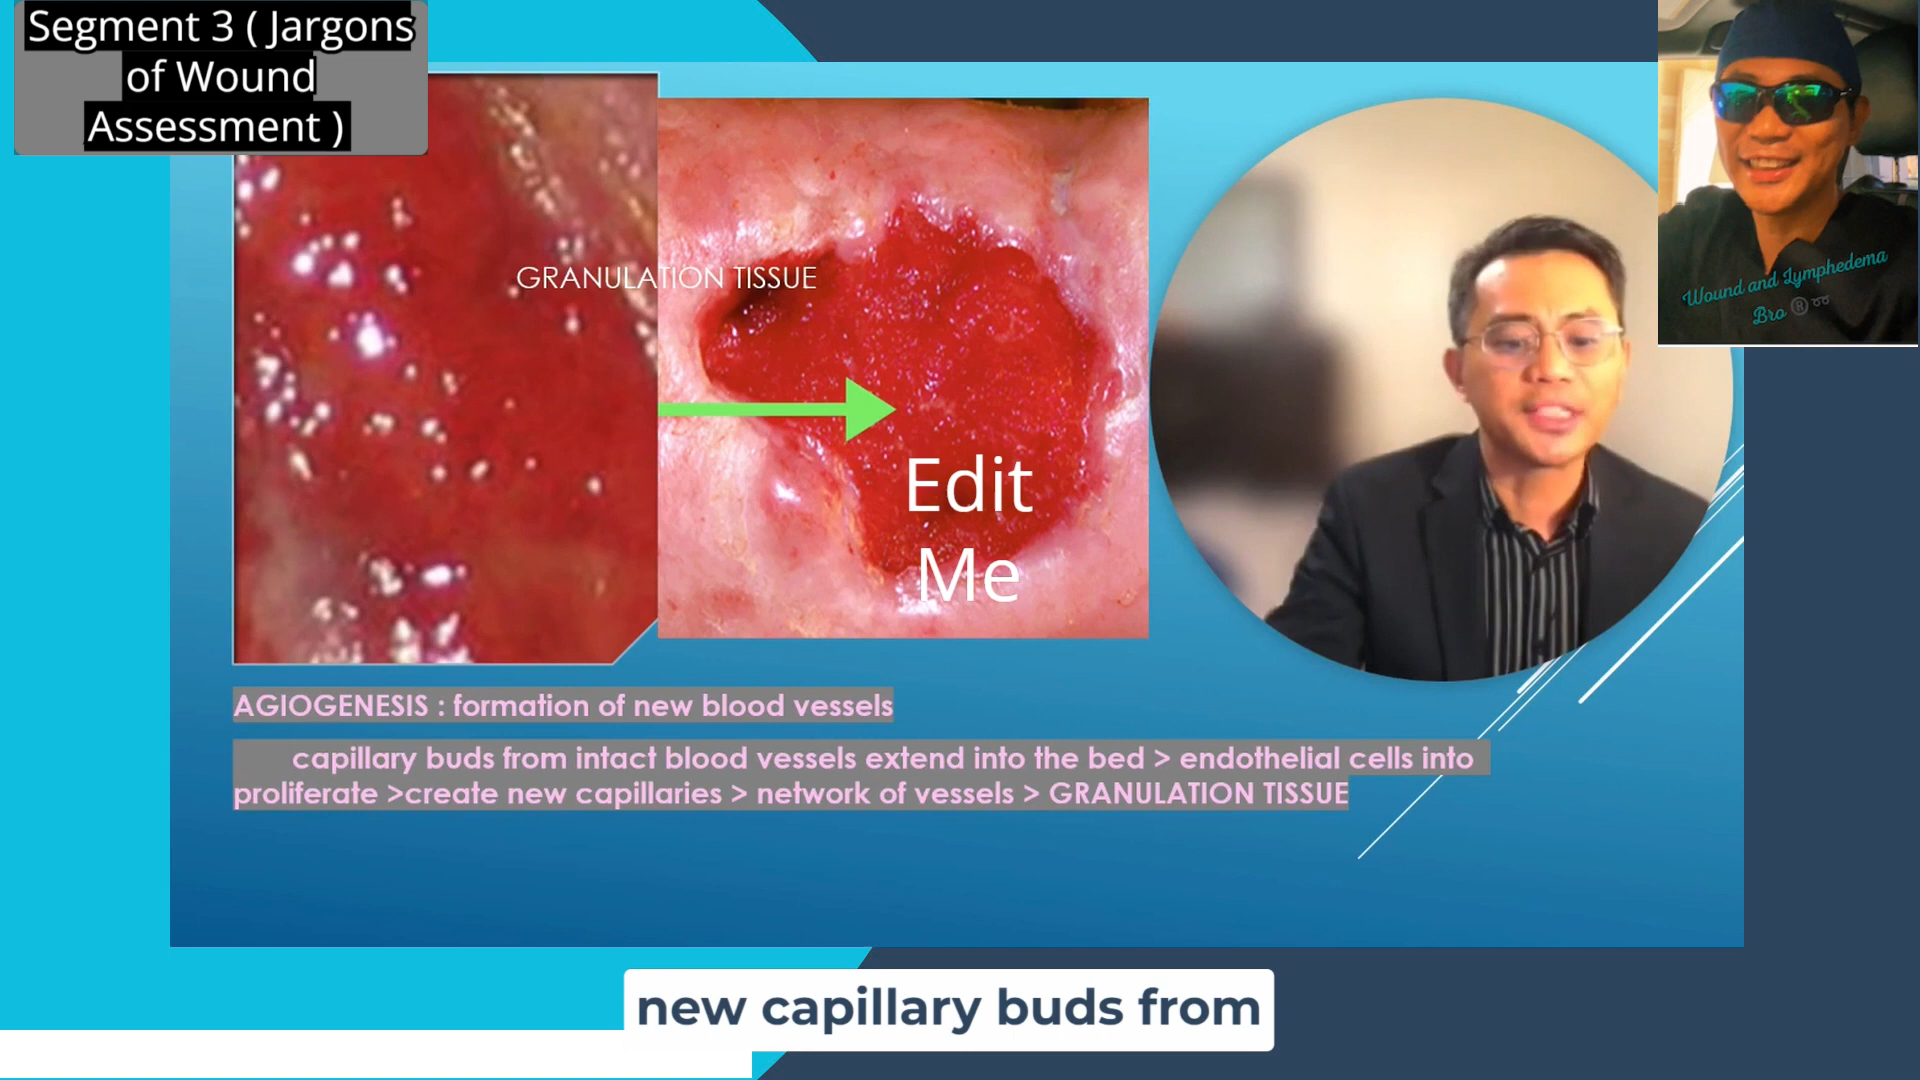 Segment 3 ( Jargons
of Wound
Assessment )
GRANULATION TISSUE
Edit
Me
Wound and Lymphedema
Bro ®➿
AGIOGENESIS : formation of new blood vessels
capillary buds from intact blood vessels extend into the bed > endothelial cells into
proliferate >create new capillaries > network of vessels > GRANULATION TISSUE
new capillary buds from